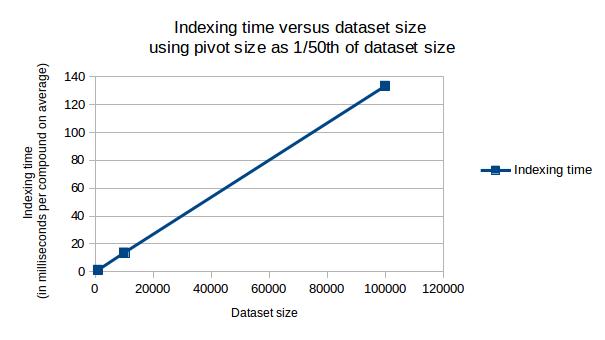 Indexing time versus dataset size
using pivot size as 1/50th of dataset size
Indexing time
(in milliseconds per compound on average)
140
120
100
80
60
40
20
0
0 20000 40000 60000 80000 100000 120000
Dataset size
Indexing time